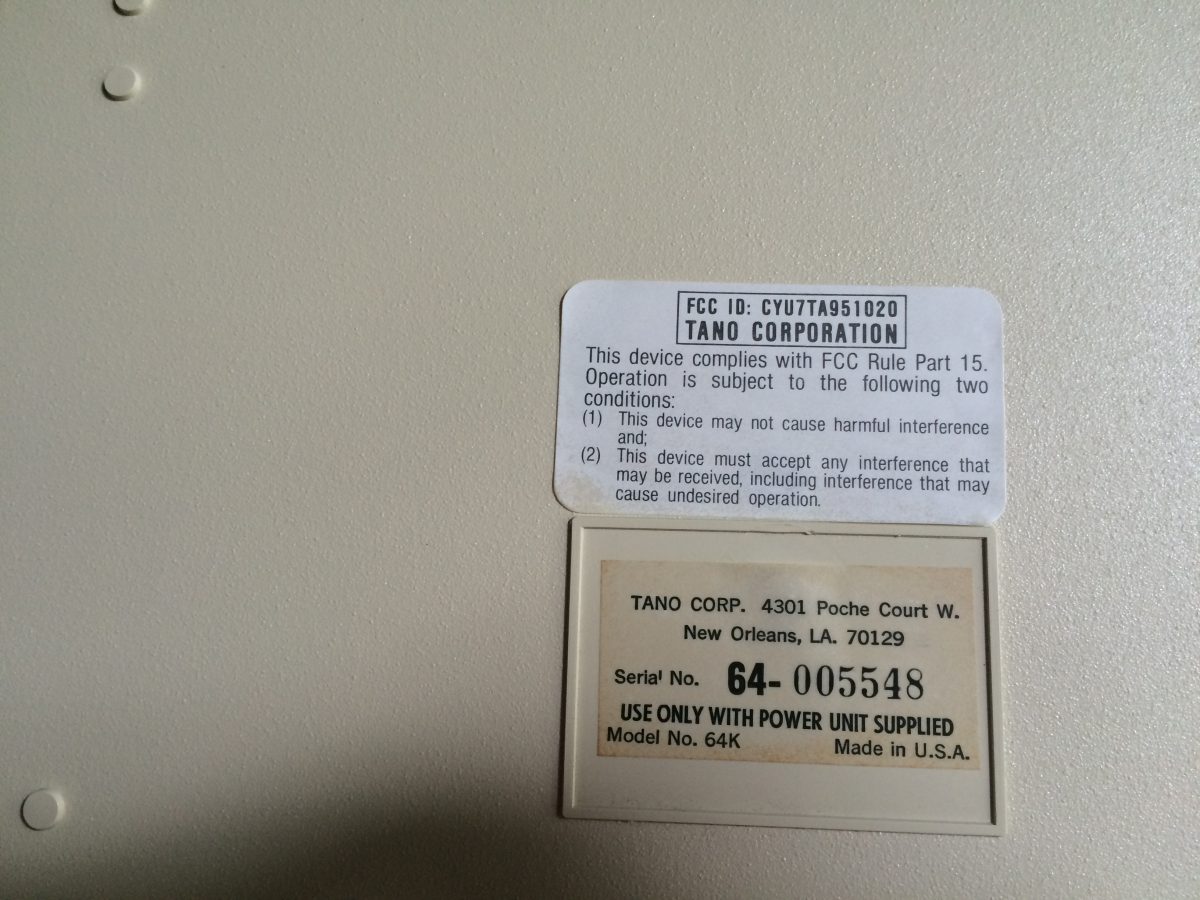 FCC ID: CYU7TA951020
TANO CORPORATION
This device complies with FCC Rule Part 15.
Operation is subject to the following two
conditions:
(1) This device may not cause harmful interference
and;
(2) This device must accept any interference that
may be received, including interference that may
cause undesired operation.
TANO CORP. 4301 Poche Court W.
New Orleans, LA. 70129
Serial No. 64-005548
USE ONLY WITH POWER UNIT SUPPLIED
Model No. 64K Made in U.S.A.